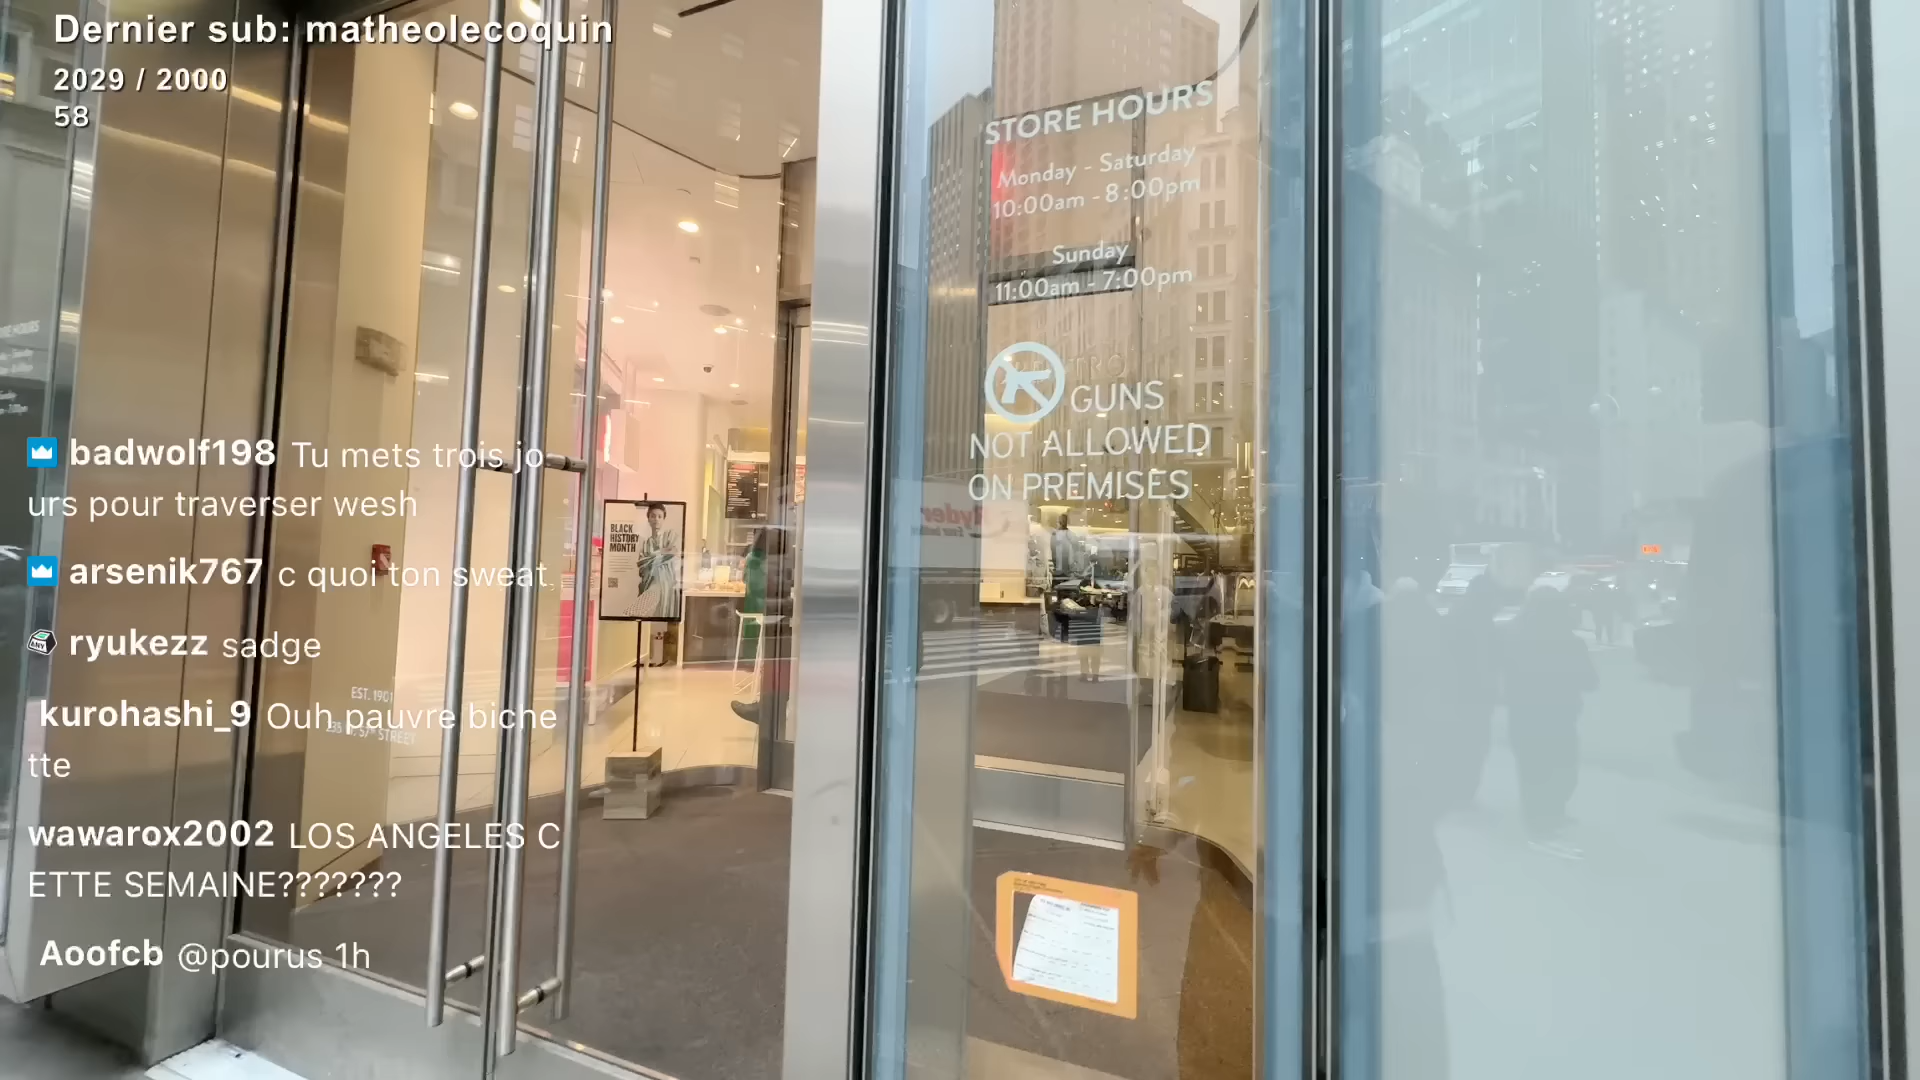 Dernier sub: matheolecoquin
2029 / 2000
58
STORE HOURS
Monday - Saturday
10:00am - 8:00pm
Sunday
11:00am - 7:00pm
GUNS
NOT ALLOWED
ON PREMISES
badwolf198 Tu mets trois jo
urs pour traverser wesh
arsenik767 c quoi ton sweat.
ryukezz sadge
kurohashi_9 Ouh pauvre biche
tte
wawarox2002 LOS ANGELES C
ETTE SEMAINE???????
Aoofcb @pourus 1h
BLACK
HISTORY
MONTH
EST. 1901
STREET
Ryder